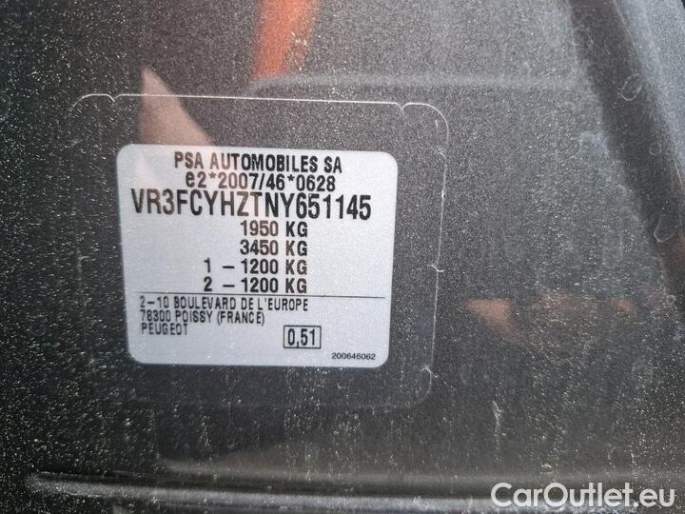 PSA AUTOMOBILES SA
e2*2007/46*0628
VR3FCYHZTNY651145
1950 KG
3450 KG
1 - 1200 KG
2 - 1200 KG
2-10 BOULEVARD DE L'EUROPE
78300 POISSY (FRANCE)
PEUGEOT
0,51
200646062
CarOutlet.eu